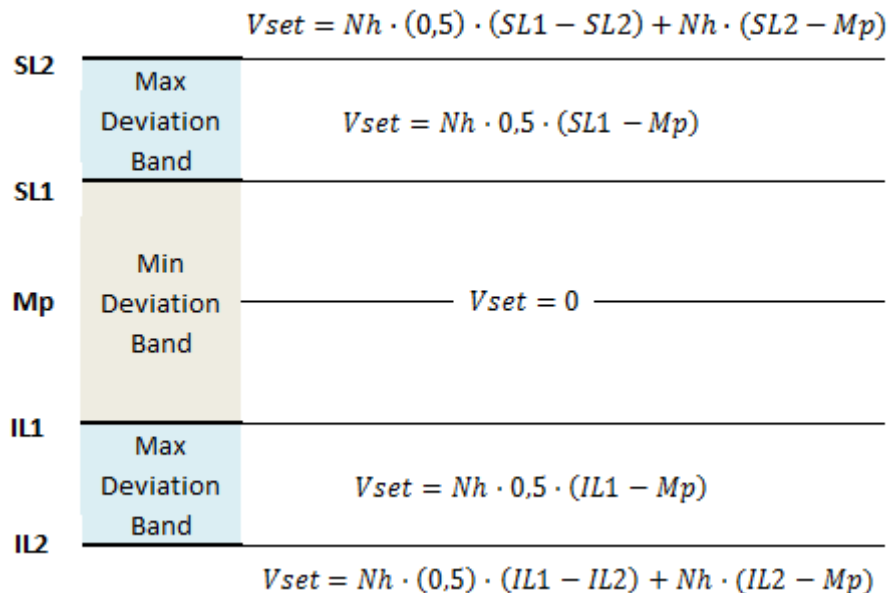 Vset = Nh · (0,5) · (SL1 − SL2) + Nh · (SL2 − Mp)
SL2
Max
Deviation
Band
Vset = Nh · 0,5 · (SL1 − Mp)
SL1
Min
Deviation
Band
Mp
Vset = 0
IL1
Max
Deviation
Band
Vset = Nh · 0,5 · (IL1 − Mp)
IL2
Vset = Nh · (0,5) · (IL1 − IL2) + Nh · (IL2 − Mp)